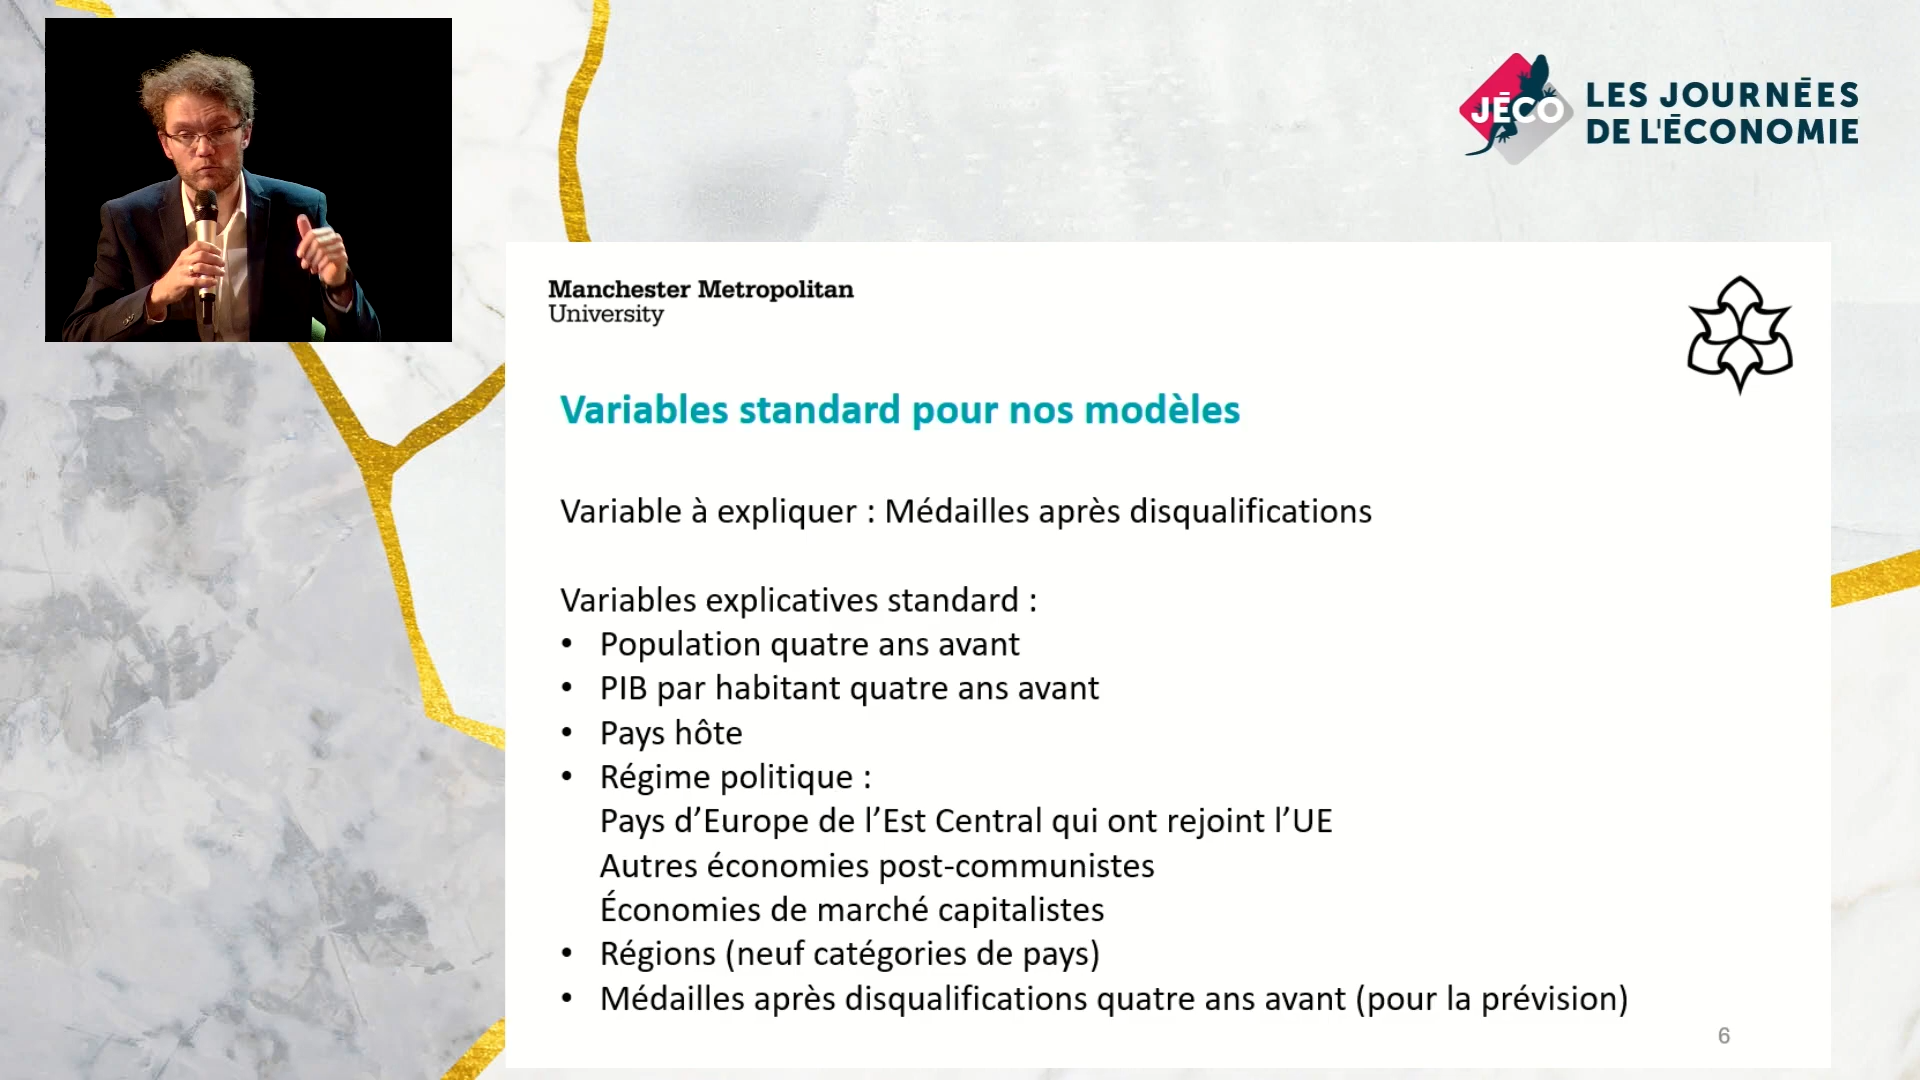 JĒCO
LES JOURNĒES
DE L'ĒCONOMIE
Manchester Metropolitan
University
Variables standard pour nos modèles
Variable à expliquer : Médailles après disqualifications
Variables explicatives standard :
• Population quatre ans avant
• PIB par habitant quatre ans avant
• Pays hôte
• Régime politique :
Pays d’Europe de l’Est Central qui ont rejoint l’UE
Autres économies post-communistes
Économies de marché capitalistes
• Régions (neuf catégories de pays)
• Médailles après disqualifications quatre ans avant (pour la prévision)
6